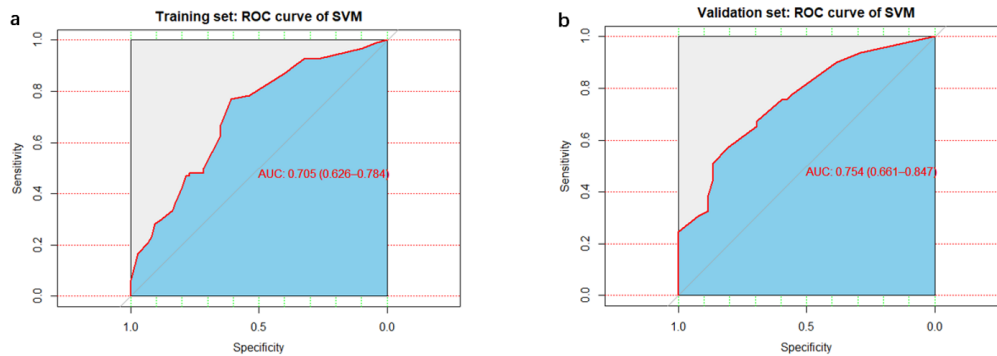 a
Training set: ROC curve of SVM
Sensitivity
1.0
0.8
0.6
0.4
0.2
0.0
AUC: 0.705 (0.626–0.784)
1.0
0.5
0.0
Specificity
b
Validation set: ROC curve of SVM
Sensitivity
1.0
0.8
0.6
0.4
0.2
0.0
AUC: 0.754 (0.661–0.847)
1.0
0.5
0.0
Specificity